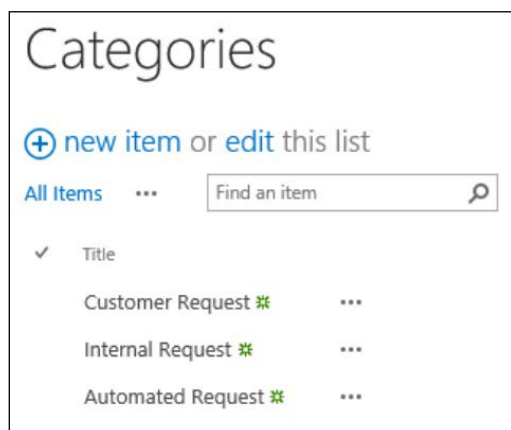 Categories
new item or edit this list
All Items ••• Find an item
Title
Customer Request •••
Internal Request •••
Automated Request •••